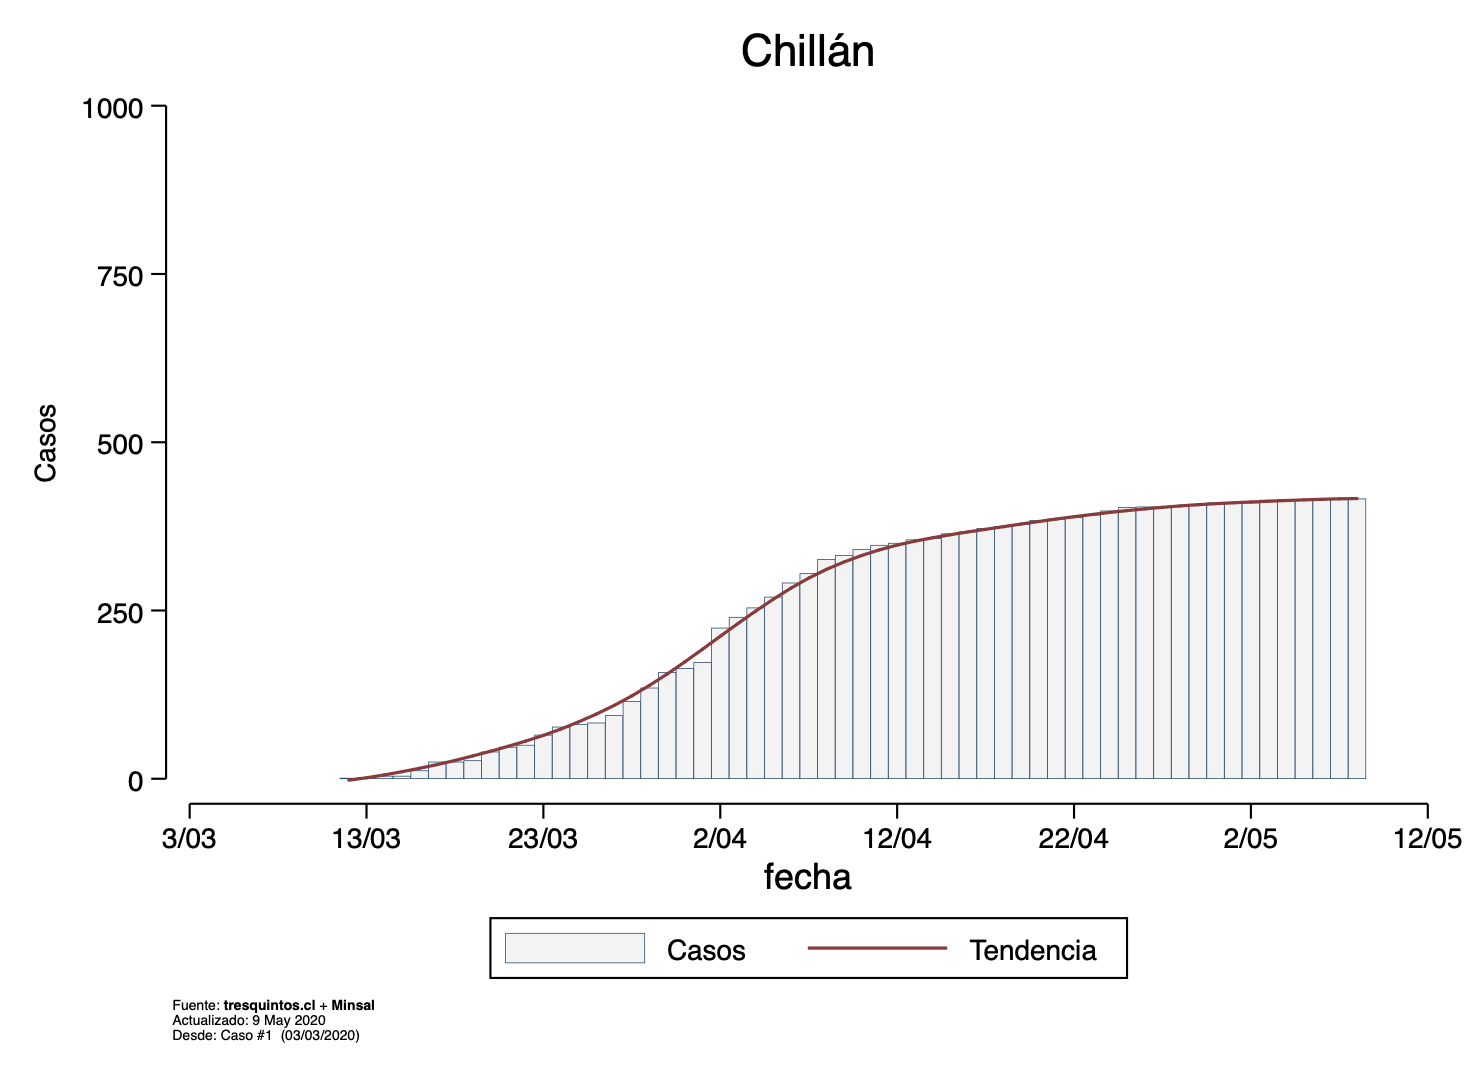 Chillán
1000
750
500
250
0
Casos
3/03 13/03 23/03 2/04 12/04 22/04 2/05 12/05
fecha
Casos Tendencia
Fuente: tresquintos.cl + Minsal
Actualizado: 9 May 2020
Desde: Caso #1 (03/03/2020)